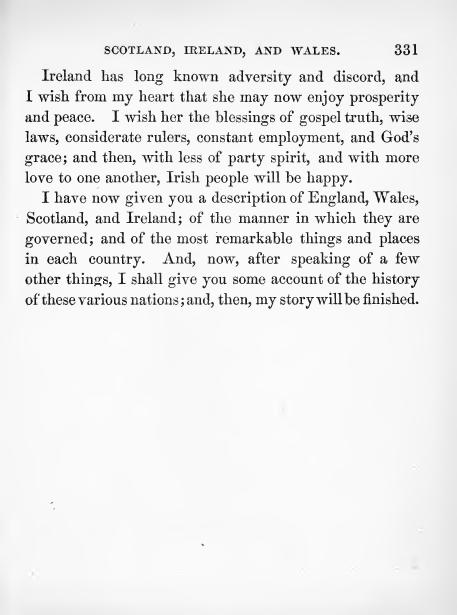 SCOTLAND, IRELAND, AND WALES. 331
Ireland has long known adversity and discord, and
I wish from my heart that she may now enjoy prosperity
and peace. I wish her the blessings of gospel truth, wise
laws, considerate rulers, constant employment, and God's
grace; and then, with less of party spirit, and with more
love to one another, Irish people will be happy.
I have now given you a description of England, Wales,
Scotland, and Ireland; of the manner in which they are
governed; and of the most remarkable things and places
in each country. And, now, after speaking of a few
other things, I shall give you some account of the history
of these various nations; and, then, my story will be finished.